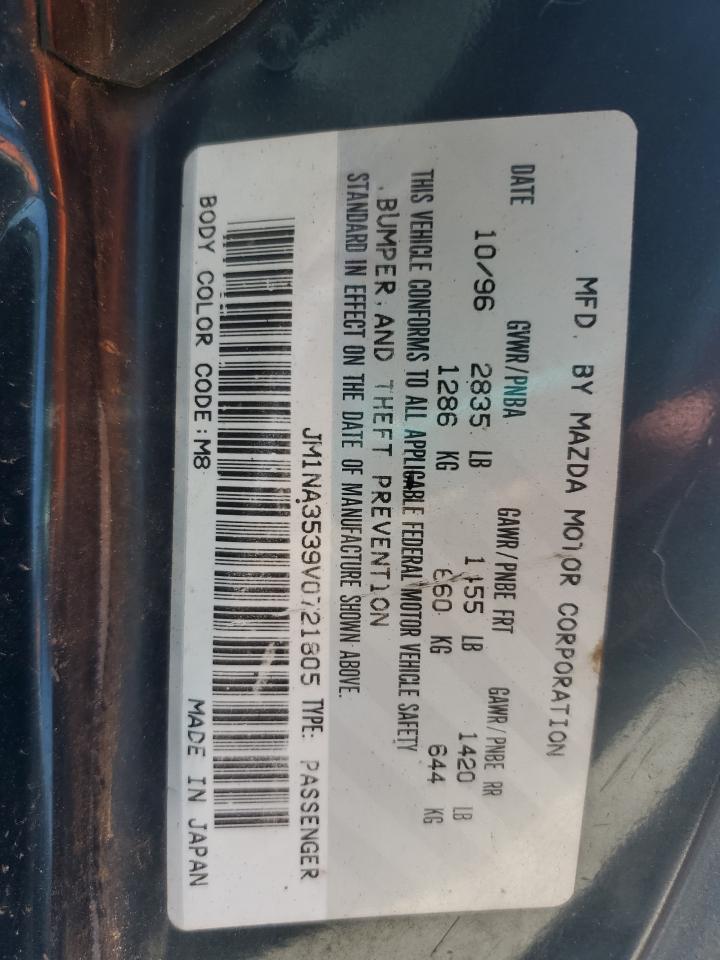 MFD. BY MAZDA MOTOR CORPORATION
DATE GVWR/PNBA GAWR/PNBE FRT GAWR/PNBE RR
10/96 2835 LB 1455 LB 1420 LB
1286 KG 660 KG 644 KG
THIS VEHICLE CONFORMS TO ALL APPLICABLE FEDERAL MOTOR VEHICLE SAFETY
, BUMPER, AND THEFT PREVENTION
STANDARD IN EFFECT ON THE DATE OF MANUFACTURE SHOWN ABOVE.
JM1NA3539V0721805 TYPE: PASSENGER
BODY COLOR CODE:M8 MADE IN JAPAN